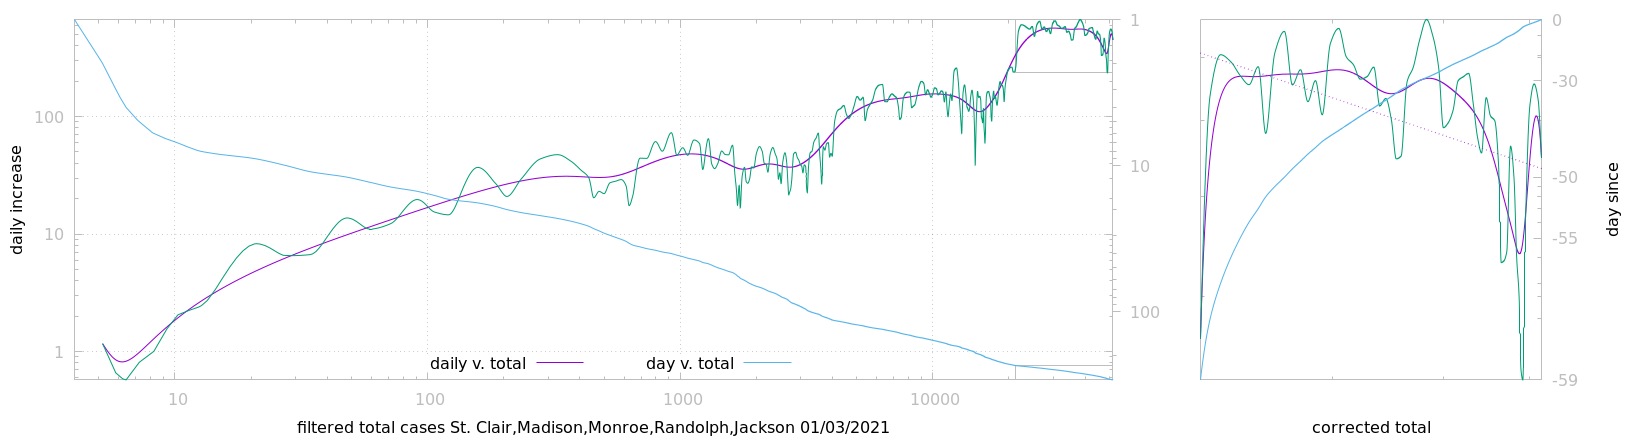 daily increase
100
10
1
10
100
1000
10000
daily v. total
day v. total
1
10
100
filtered total cases St. Clair,Madison,Monroe,Randolph,Jackson 01/03/2021
0
-30
-50
-55
-59
day since
corrected total